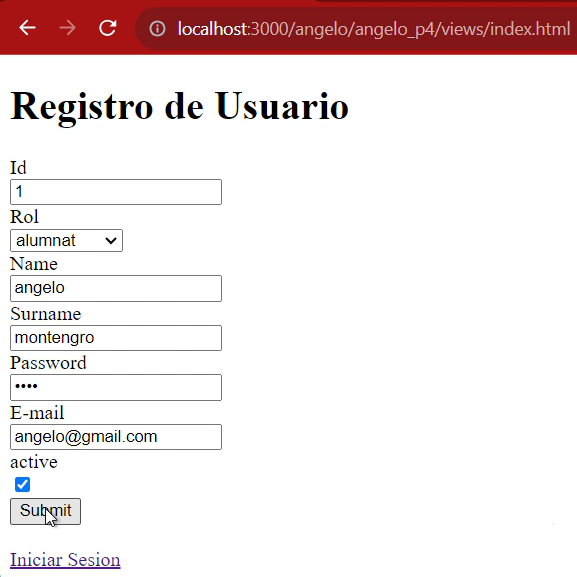 localhost:3000/angelo/angelo_p4/views/index.html
Registro de Usuario
Id
1
Rol
alumnat
Name
angelo
Surname
montengro
Password
••••
E-mail
angelo@gmail.com
active
Submit
Iniciar Sesion